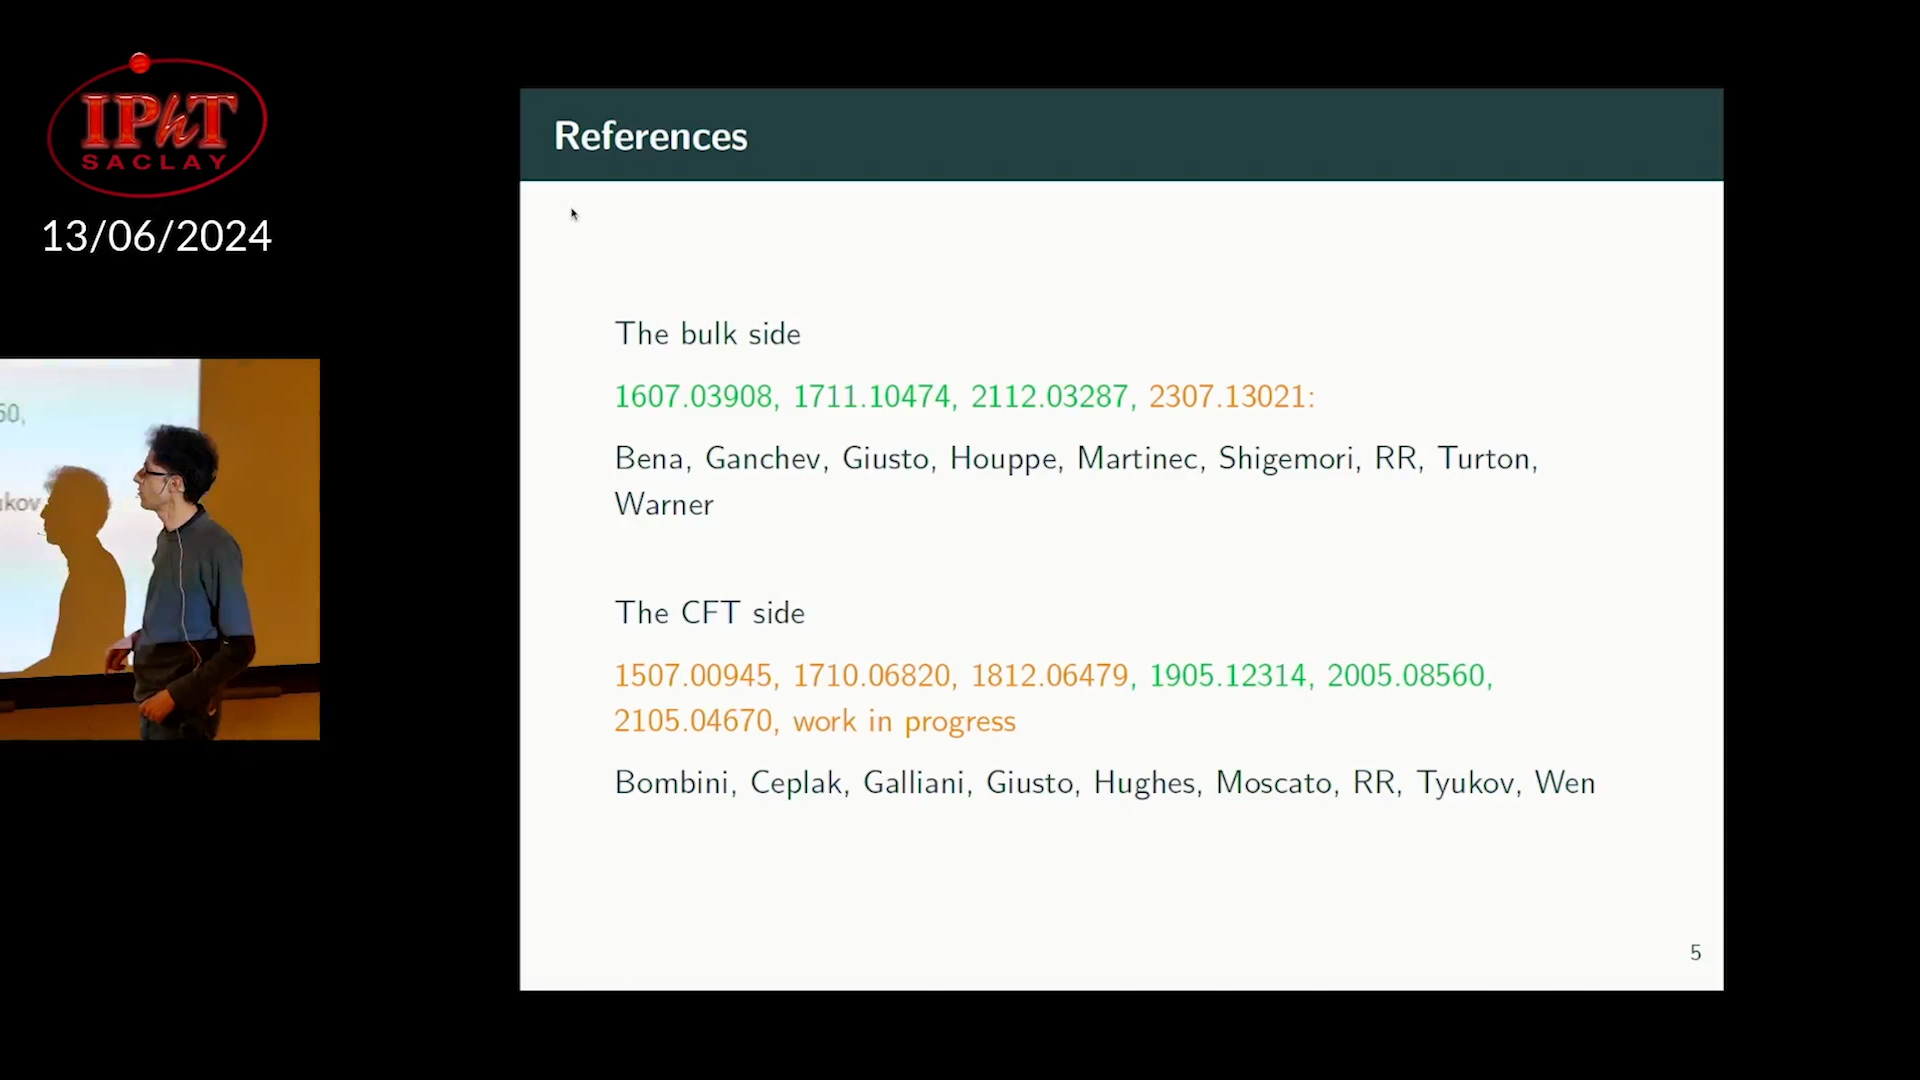 IPhT
SACLAY
13/06/2024
60,
ukov
References
The bulk side
1607.03908, 1711.10474, 2112.03287, 2307.13021:
Bena, Ganchev, Giusto, Houppe, Martinec, Shigemori, RR, Turton,
Warner
The CFT side
1507.00945, 1710.06820, 1812.06479, 1905.12314, 2005.08560,
2105.04670, work in progress
Bombini, Ceplak, Galliani, Giusto, Hughes, Moscato, RR, Tyukov, Wen
5